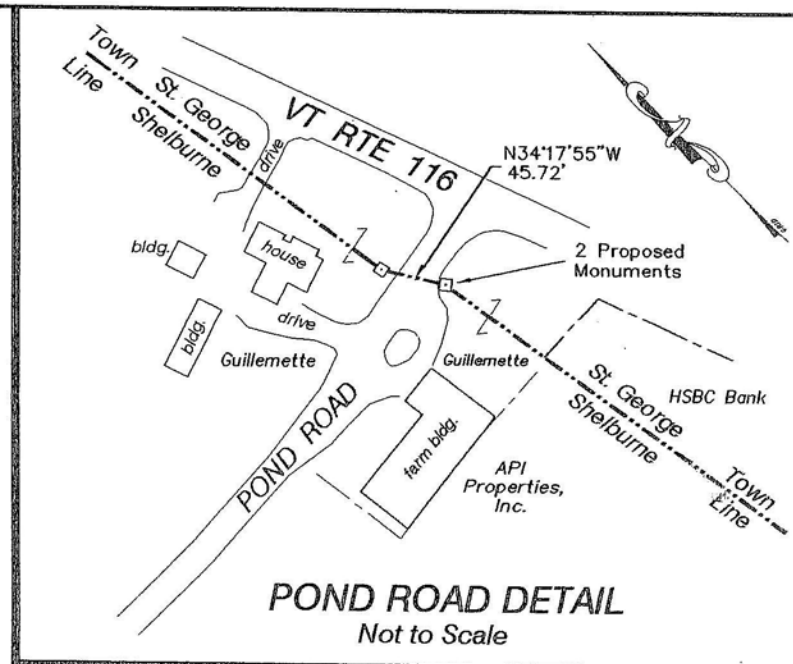 Town
Line
St. George
Shelburne
VT RTE 116
drive
N34°17'55"W
45.72'
2 Proposed
Monuments
bldg.
house
bldg.
drive
Guillemette
Guillemette
POND ROAD
farm bldg.
API
Properties,
Inc.
HSBC Bank
St. George
Shelburne
Town
Line
POND ROAD DETAIL
Not to Scale